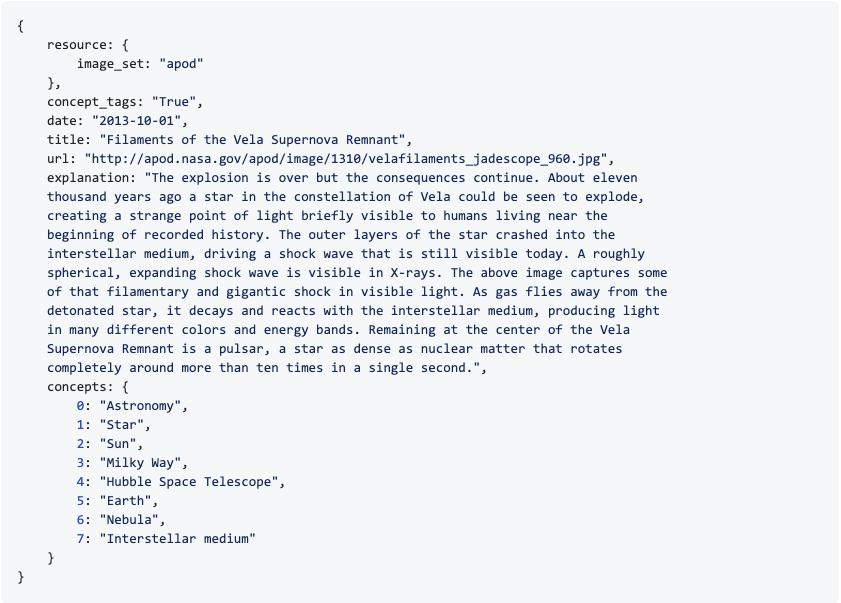 {
    resource: {
        image_set: "apod"
    },
    concept_tags: "True",
    date: "2013-10-01",
    title: "Filaments of the Vela Supernova Remnant",
    url: "http://apod.nasa.gov/apod/image/1310/velafilaments_jadescope_960.jpg",
    explanation: "The explosion is over but the consequences continue. About eleven
    thousand years ago a star in the constellation of Vela could be seen to explode,
    creating a strange point of light briefly visible to humans living near the
    beginning of recorded history. The outer layers of the star crashed into the
    interstellar medium, driving a shock wave that is still visible today. A roughly
    spherical, expanding shock wave is visible in X-rays. The above image captures some
    of that filamentary and gigantic shock in visible light. As gas flies away from the
    detonated star, it decays and reacts with the interstellar medium, producing light
    in many different colors and energy bands. Remaining at the center of the Vela
    Supernova Remnant is a pulsar, a star as dense as nuclear matter that rotates
    completely around more than ten times in a single second.",
    concepts: {
        0: "Astronomy",
        1: "Star",
        2: "Sun",
        3: "Milky Way",
        4: "Hubble Space Telescope",
        5: "Earth",
        6: "Nebula",
        7: "Interstellar medium"
    }
}